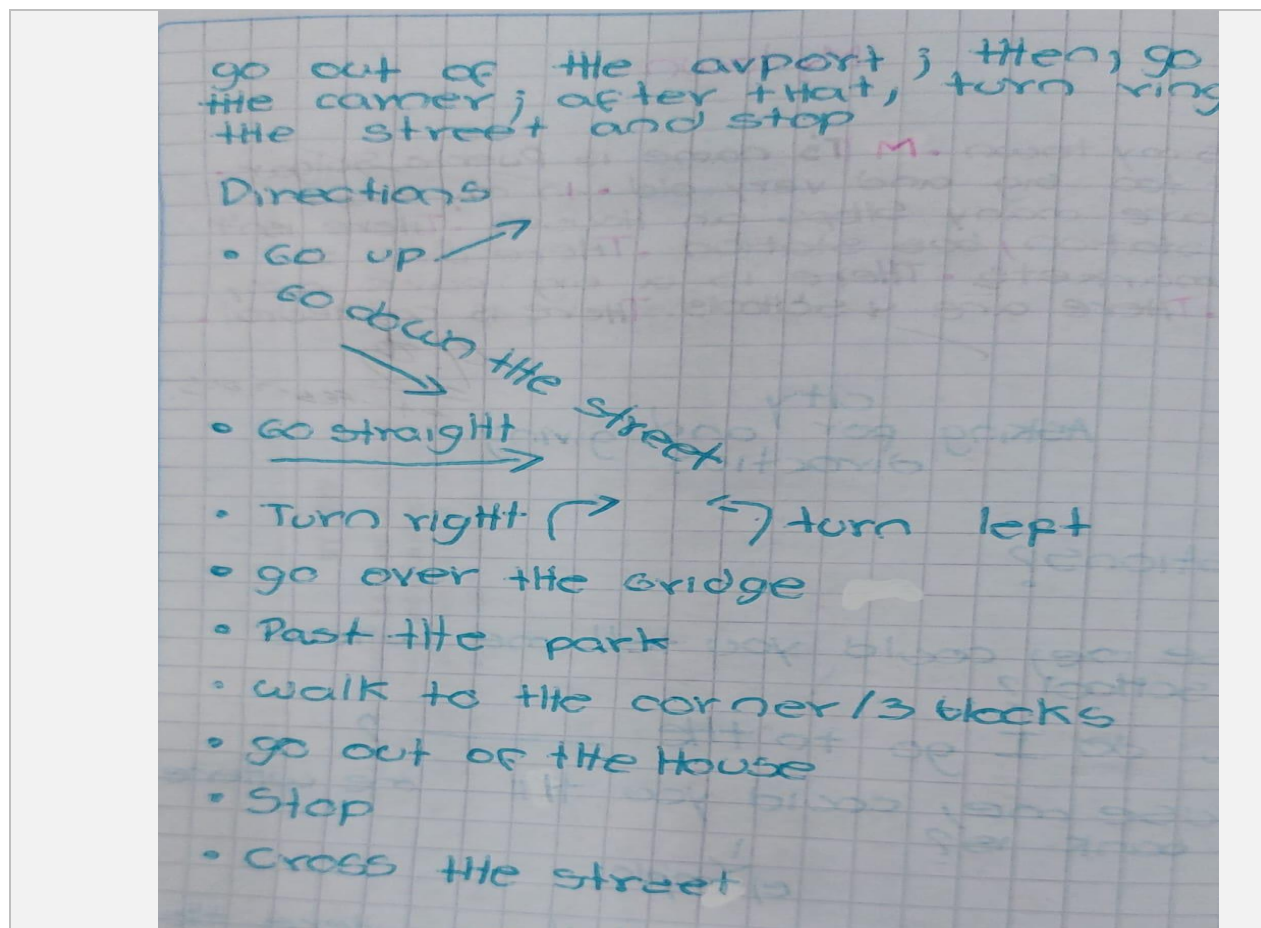 go out of the arport; then, go
the corner; after that, turn ring
the street and stop
Directions
• Go up
Go down the street
• Go straight
• Turn right turn left
• go over the bridge
• Past the park
• walk to the corner/3 blocks
• go out of the House
• Stop
• Cross the street